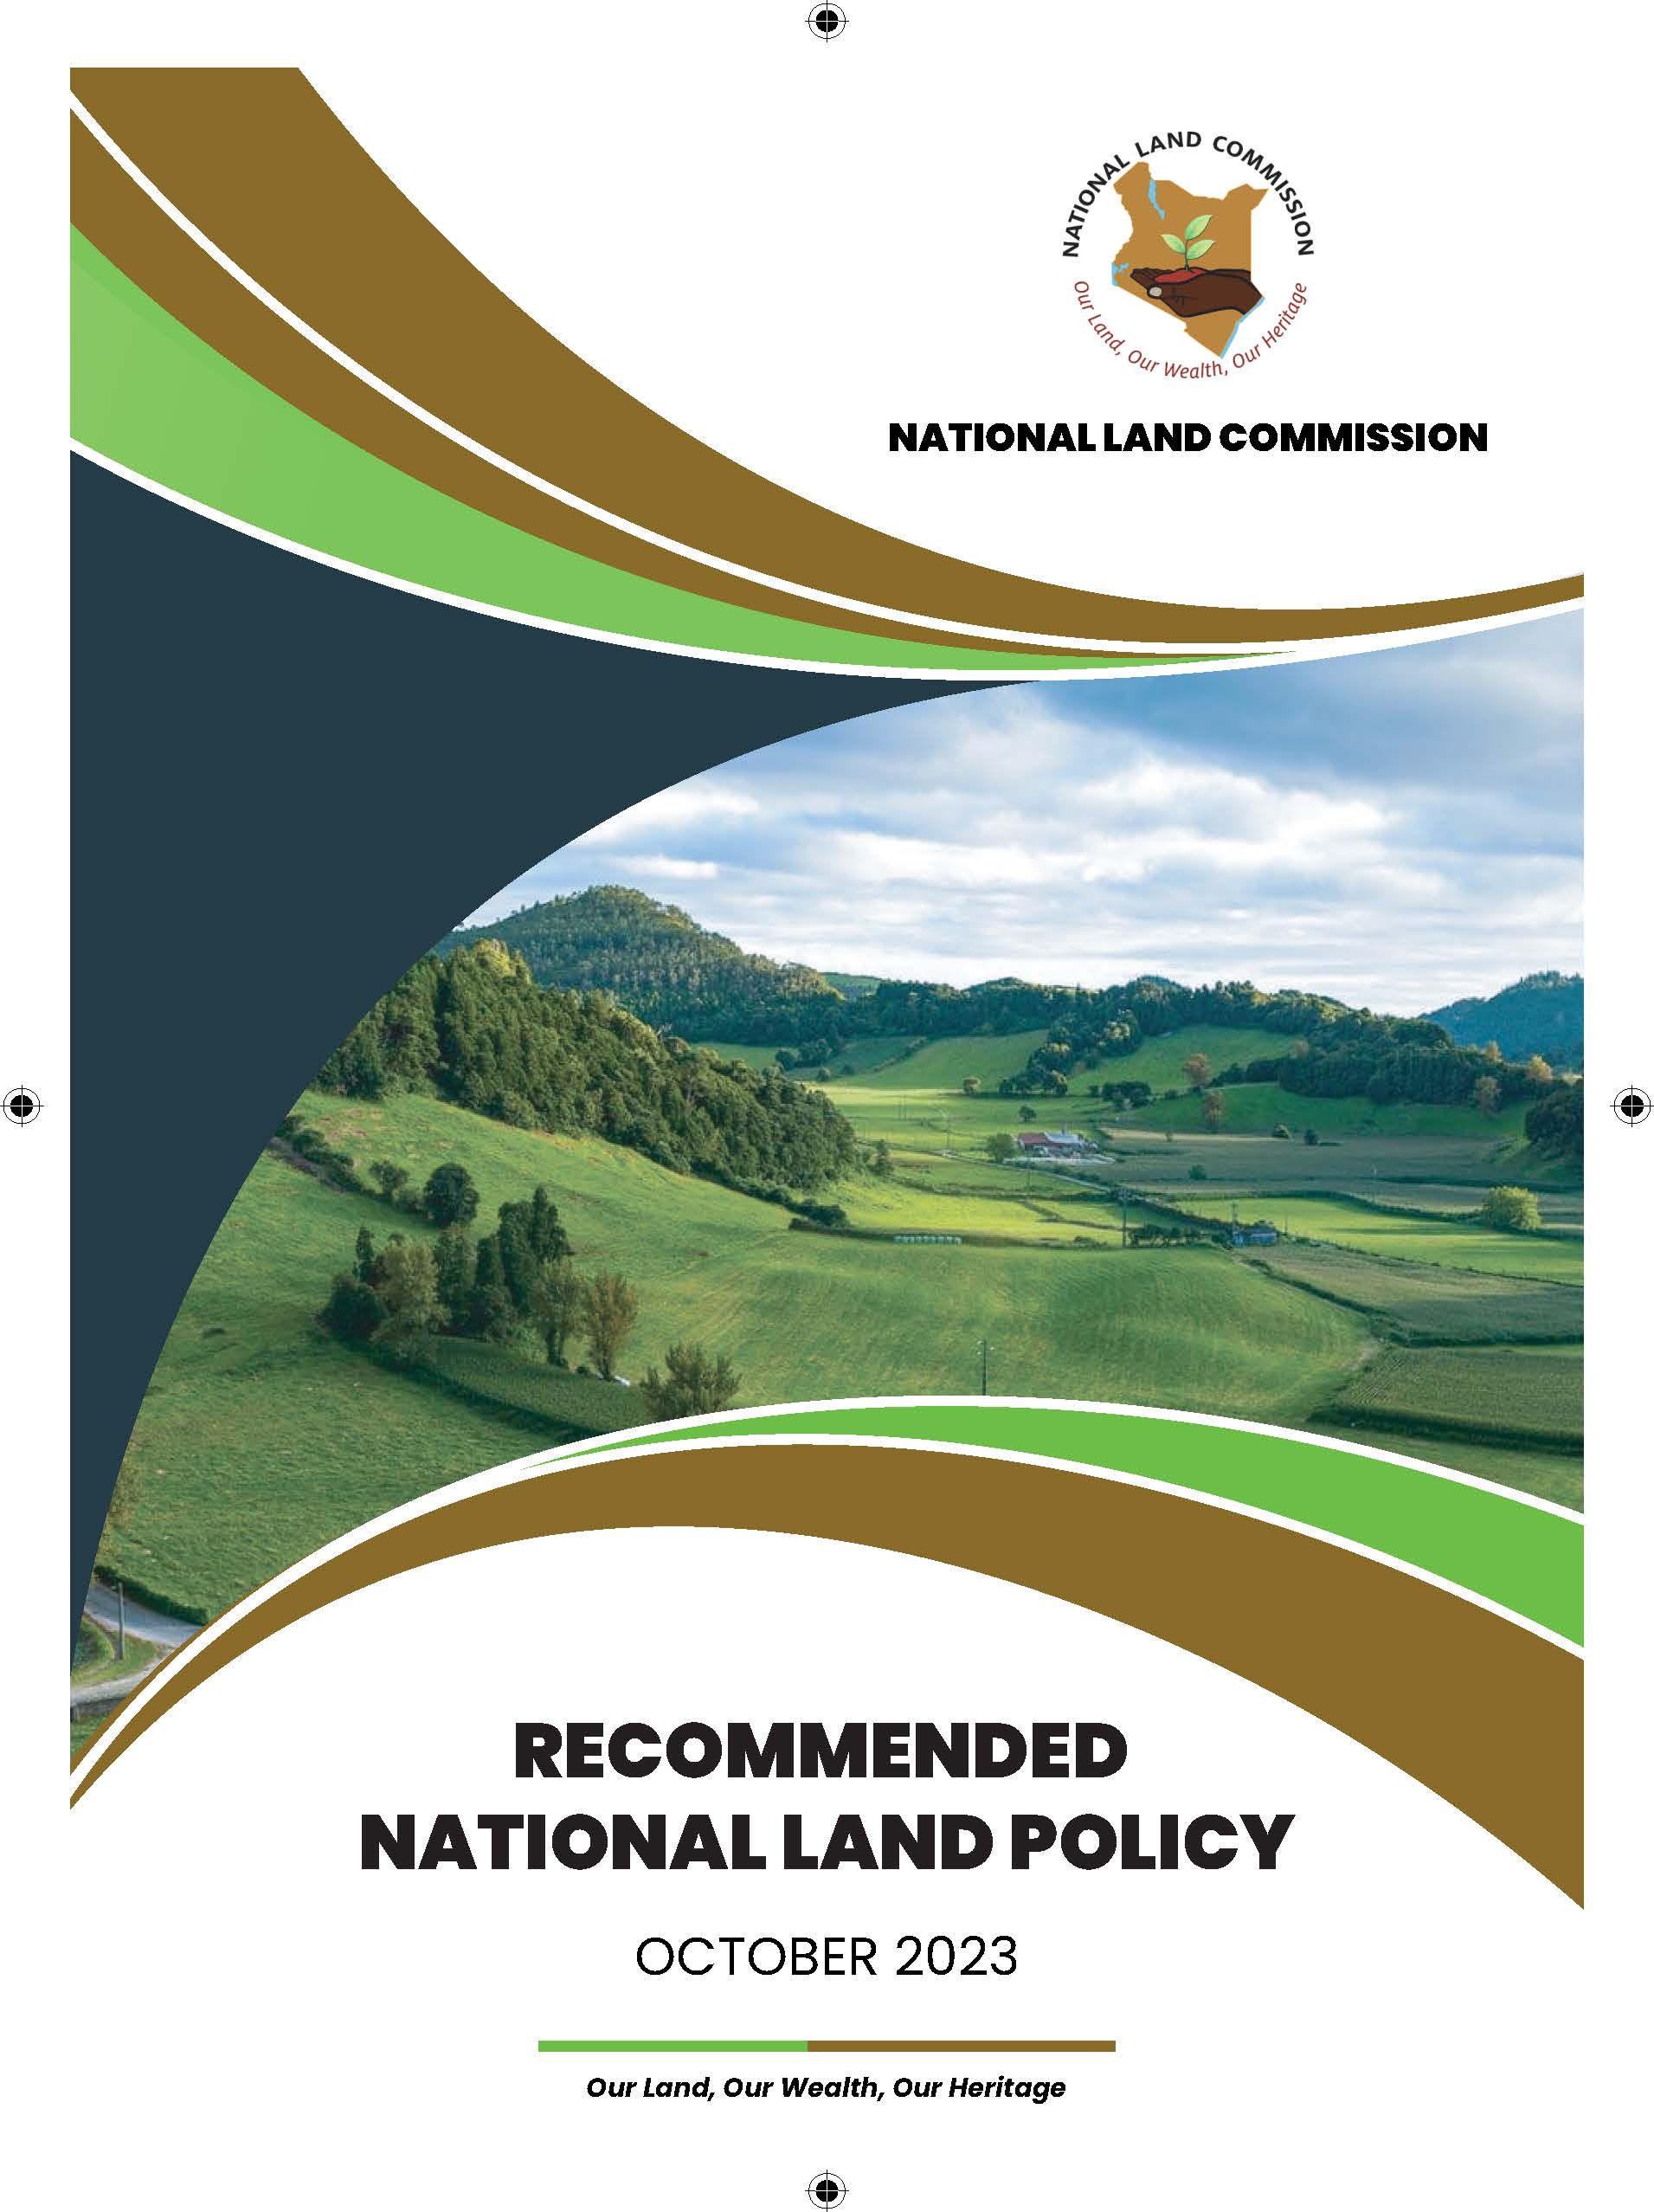 NATIONAL LAND COMMISSION
Our Land, Our Wealth, Our Heritage
NATIONAL LAND COMMISSION
RECOMMENDED
NATIONAL LAND POLICY
OCTOBER 2023
Our Land, Our Wealth, Our Heritage